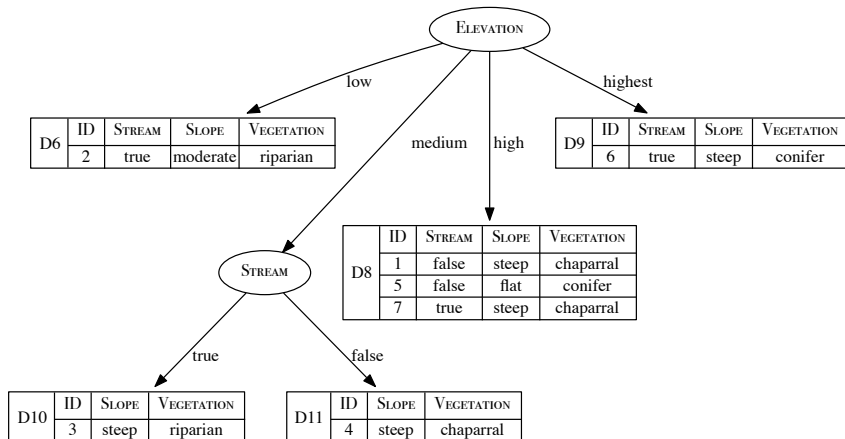 ELEVATION
low
medium
high
highest
D6 ID STREAM SLOPE VEGETATION
2 true moderate riparian
D9 ID STREAM SLOPE VEGETATION
6 true steep conifer
STREAM
D8 ID STREAM SLOPE VEGETATION
1 false steep chaparral
5 false flat conifer
7 true steep chaparral
true
false
D10 ID SLOPE VEGETATION
3 steep riparian
D11 ID SLOPE VEGETATION
4 steep chaparral